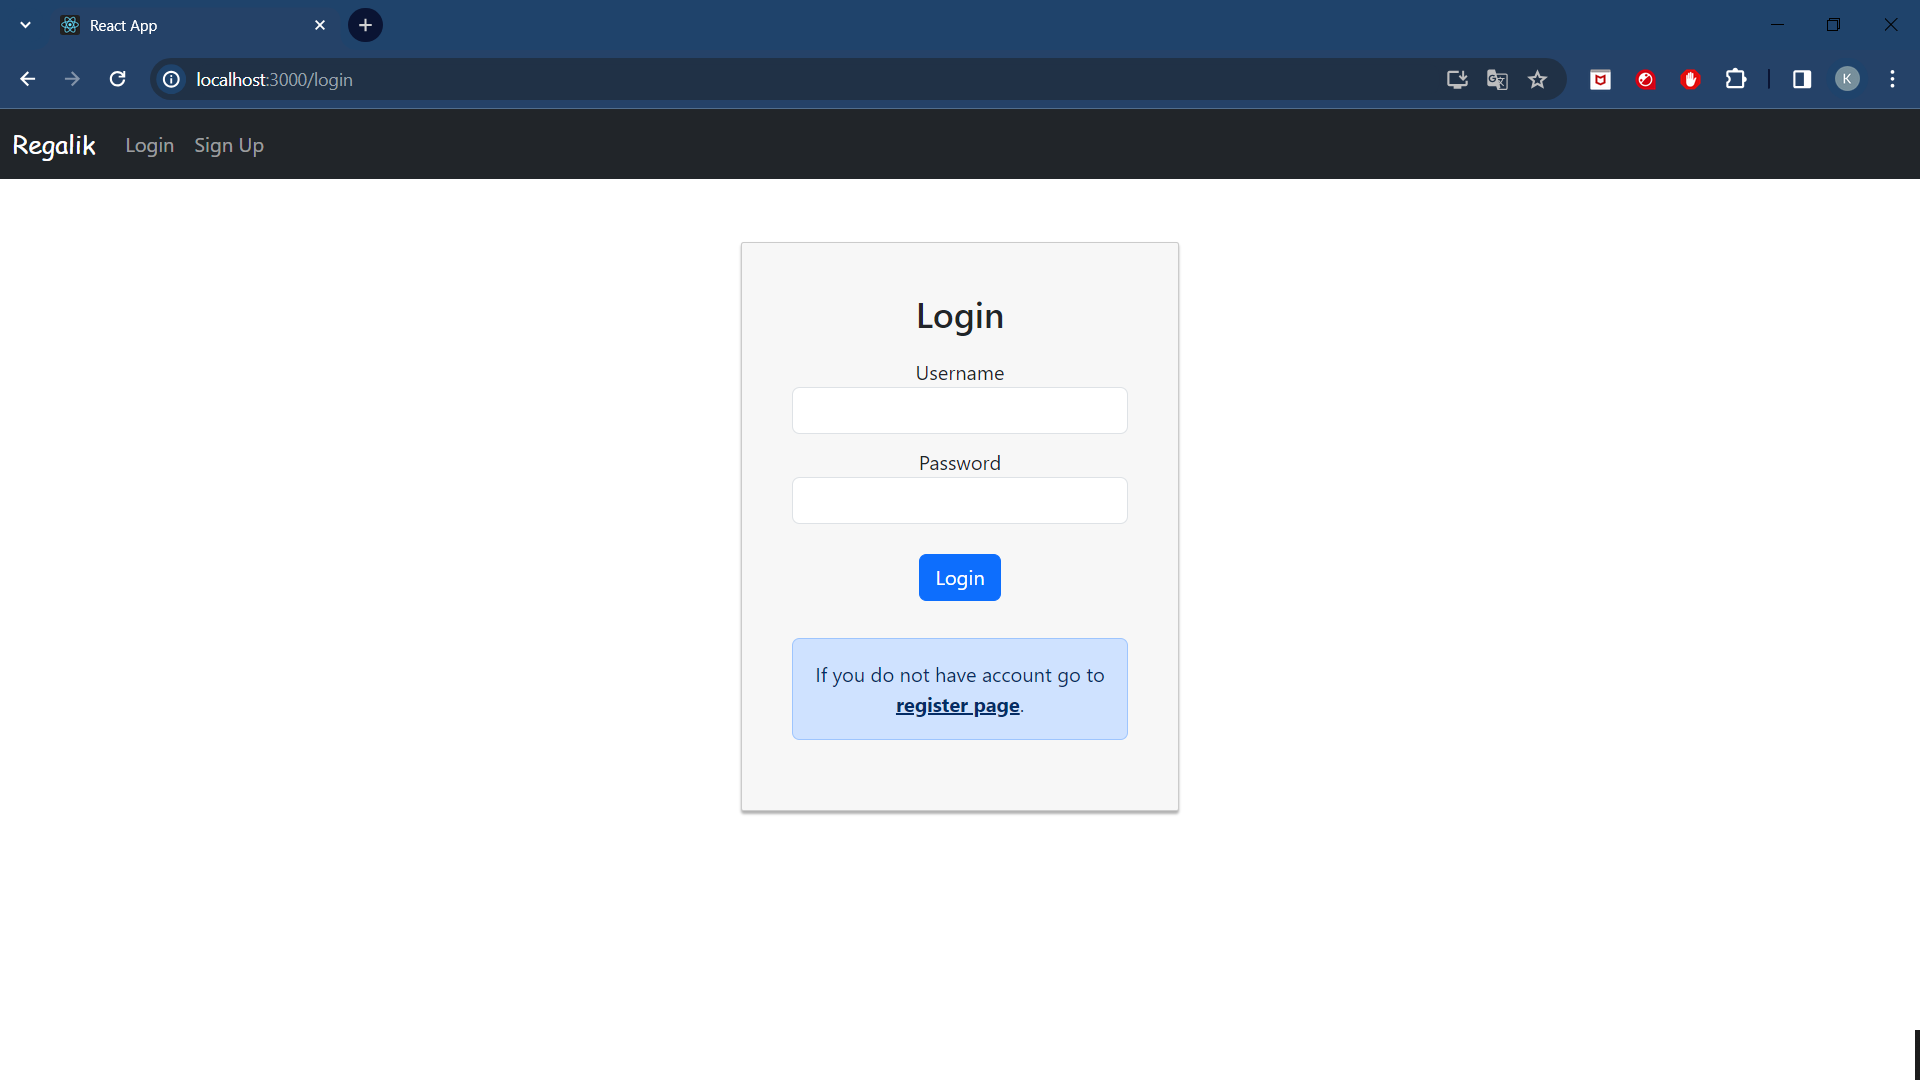 React App
localhost:3000/login
K
Regalik Login Sign Up
Login
Username
Password
Login
If you do not have account go to
register page.